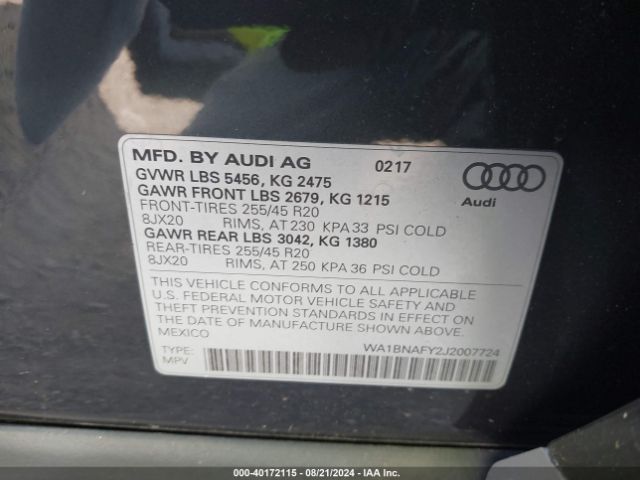 MFD. BY AUDI AG 0217
GVWR LBS 5456, KG 2475
GAWR FRONT LBS 2679, KG 1215
Audi
FRONT-TIRES 255/45 R20
8JX20 RIMS, AT 230 KPA 33 PSI COLD
GAWR REAR LBS 3042, KG 1380
REAR-TIRES 255/45 R20
8JX20 RIMS, AT 250 KPA 36 PSI COLD
THIS VEHICLE CONFORMS TO ALL APPLICABLE
U.S. FEDERAL MOTOR VEHICLE SAFETY AND
THEFT PREVENTION STANDARDS IN EFFECT ON
THE DATE OF MANUFACTURE SHOWN ABOVE.
MEXICO
TYPE: WA1BNAFY2J2007724
MPV
000-40172115 - 08/21/2024 - IAA Inc.